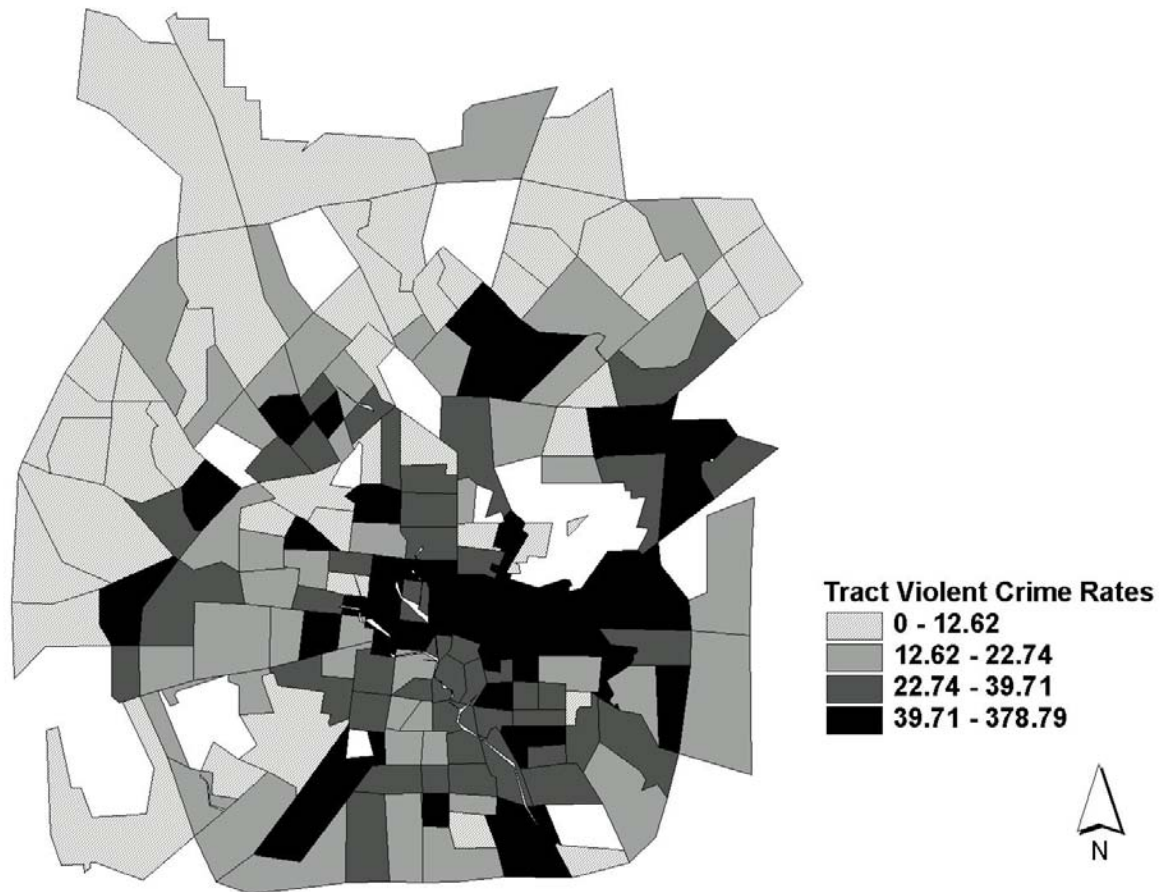 Tract Violent Crime Rates
0 - 12.62
12.62 - 22.74
22.74 - 39.71
39.71 - 378.79
N